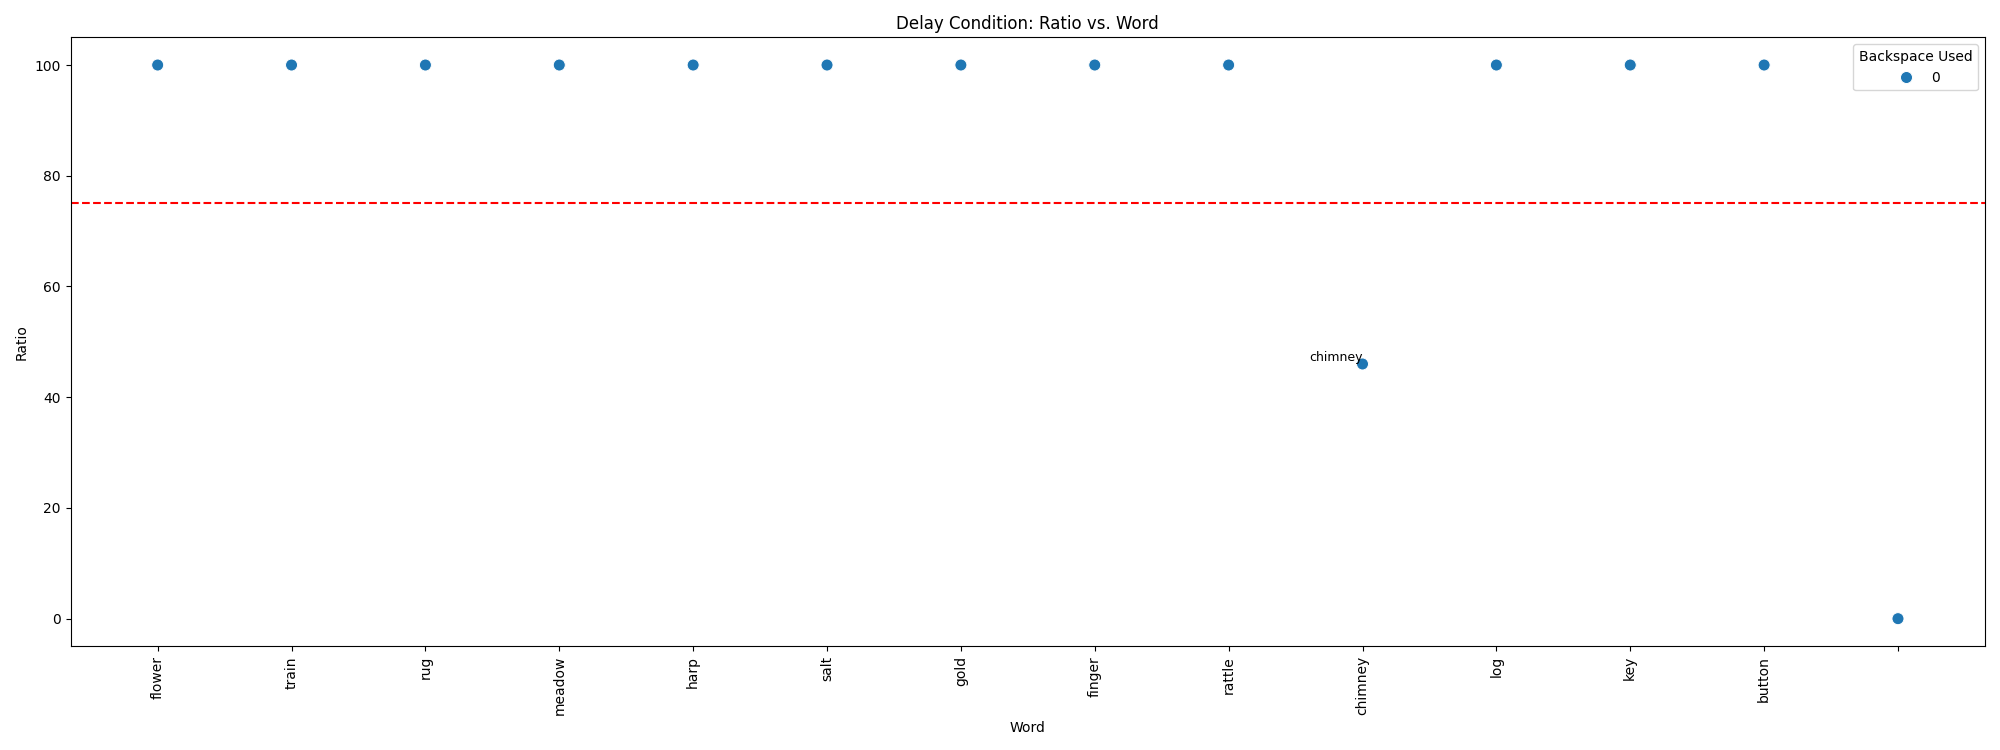 Delay Condition: Ratio vs. Word
Backspace Used
0
100
80
60
40
20
0
Ratio
chimney
flower
train
rug
meadow
harp
salt
gold
finger
rattle
chimney
log
key
button
Word